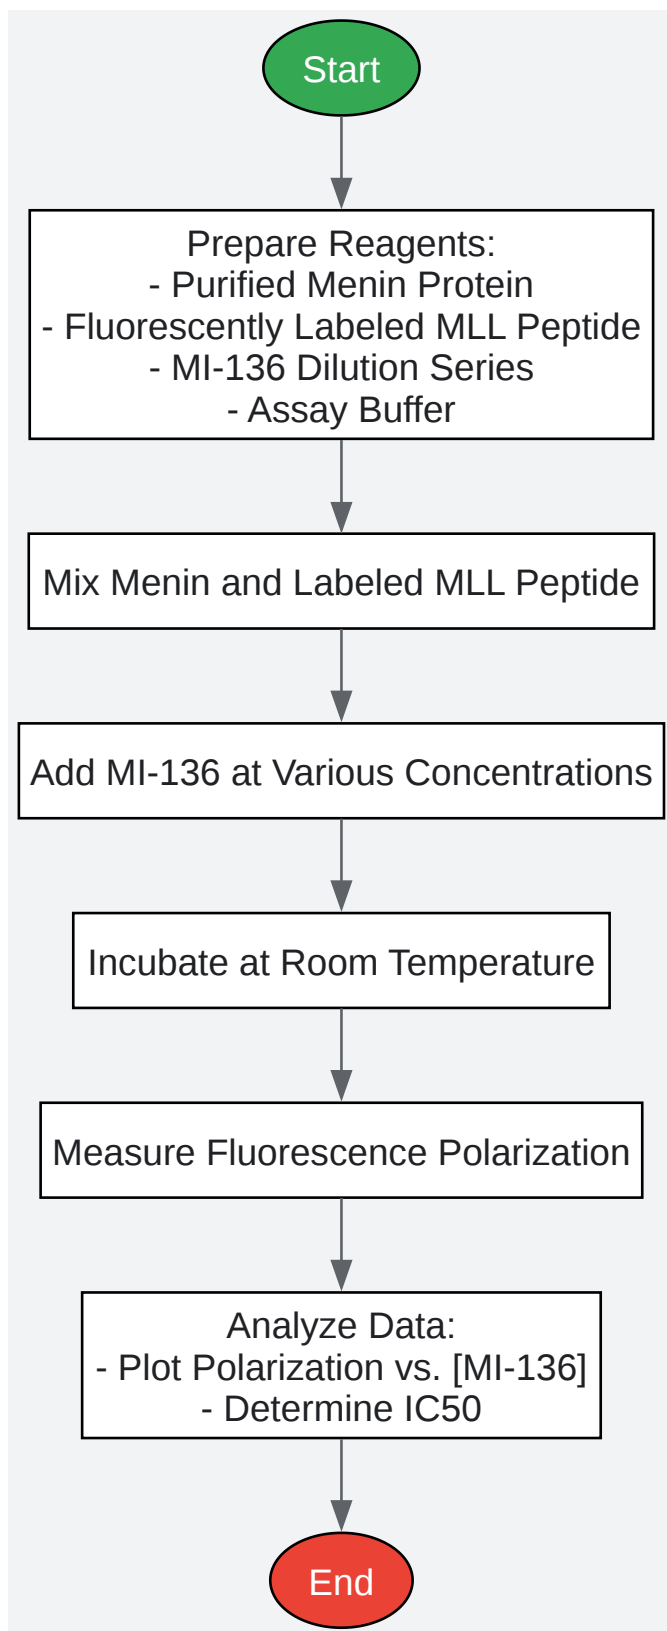 Start
Prepare Reagents:
- Purified Menin Protein
- Fluorescently Labeled MLL Peptide
- MI-136 Dilution Series
- Assay Buffer
Mix Menin and Labeled MLL Peptide
Add MI-136 at Various Concentrations
Incubate at Room Temperature
Measure Fluorescence Polarization
Analyze Data:
- Plot Polarization vs. [MI-136]
- Determine IC50
End